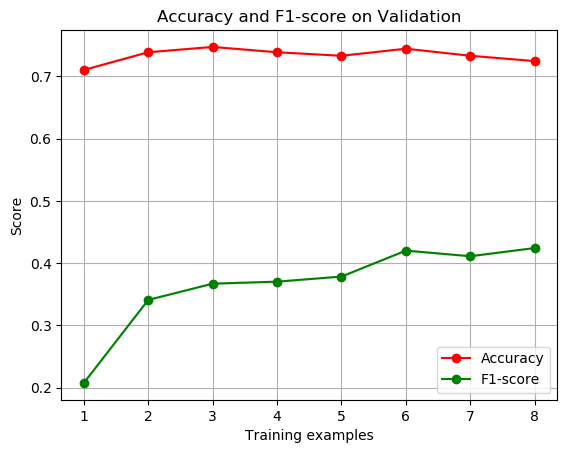 Accuracy and F1-score on Validation
Score
0.7
0.6
0.5
0.4
0.3
0.2
Accuracy
F1-score
1 2 3 4 5 6 7 8
Training examples